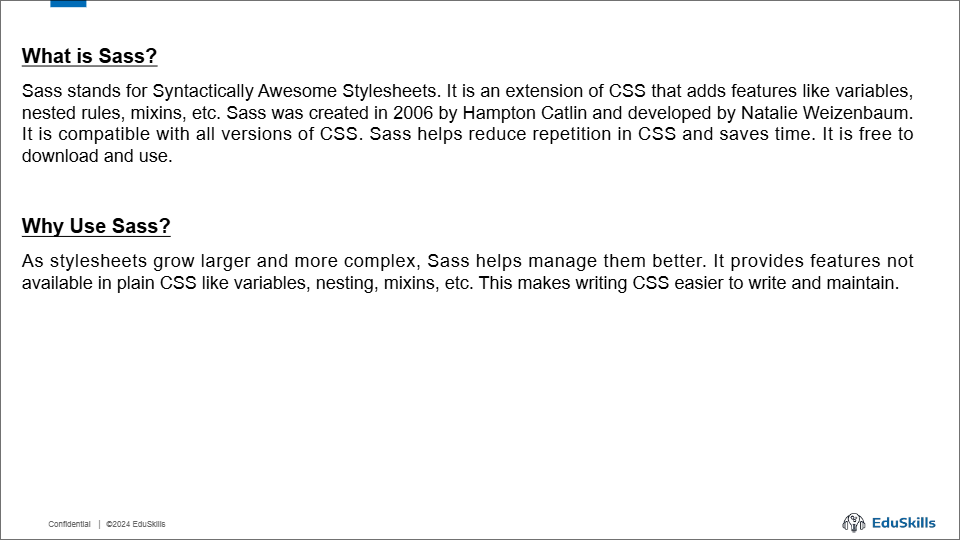 What is Sass?
Sass stands for Syntactically Awesome Stylesheets. It is an extension of CSS that adds features like variables,
nested rules, mixins, etc. Sass was created in 2006 by Hampton Catlin and developed by Natalie Weizenbaum.
It is compatible with all versions of CSS. Sass helps reduce repetition in CSS and saves time. It is free to
download and use.
Why Use Sass?
As stylesheets grow larger and more complex, Sass helps manage them better. It provides features not
available in plain CSS like variables, nesting, mixins, etc. This makes writing CSS easier to write and maintain.
Confidential | ©2024 EduSkills
EduSkills